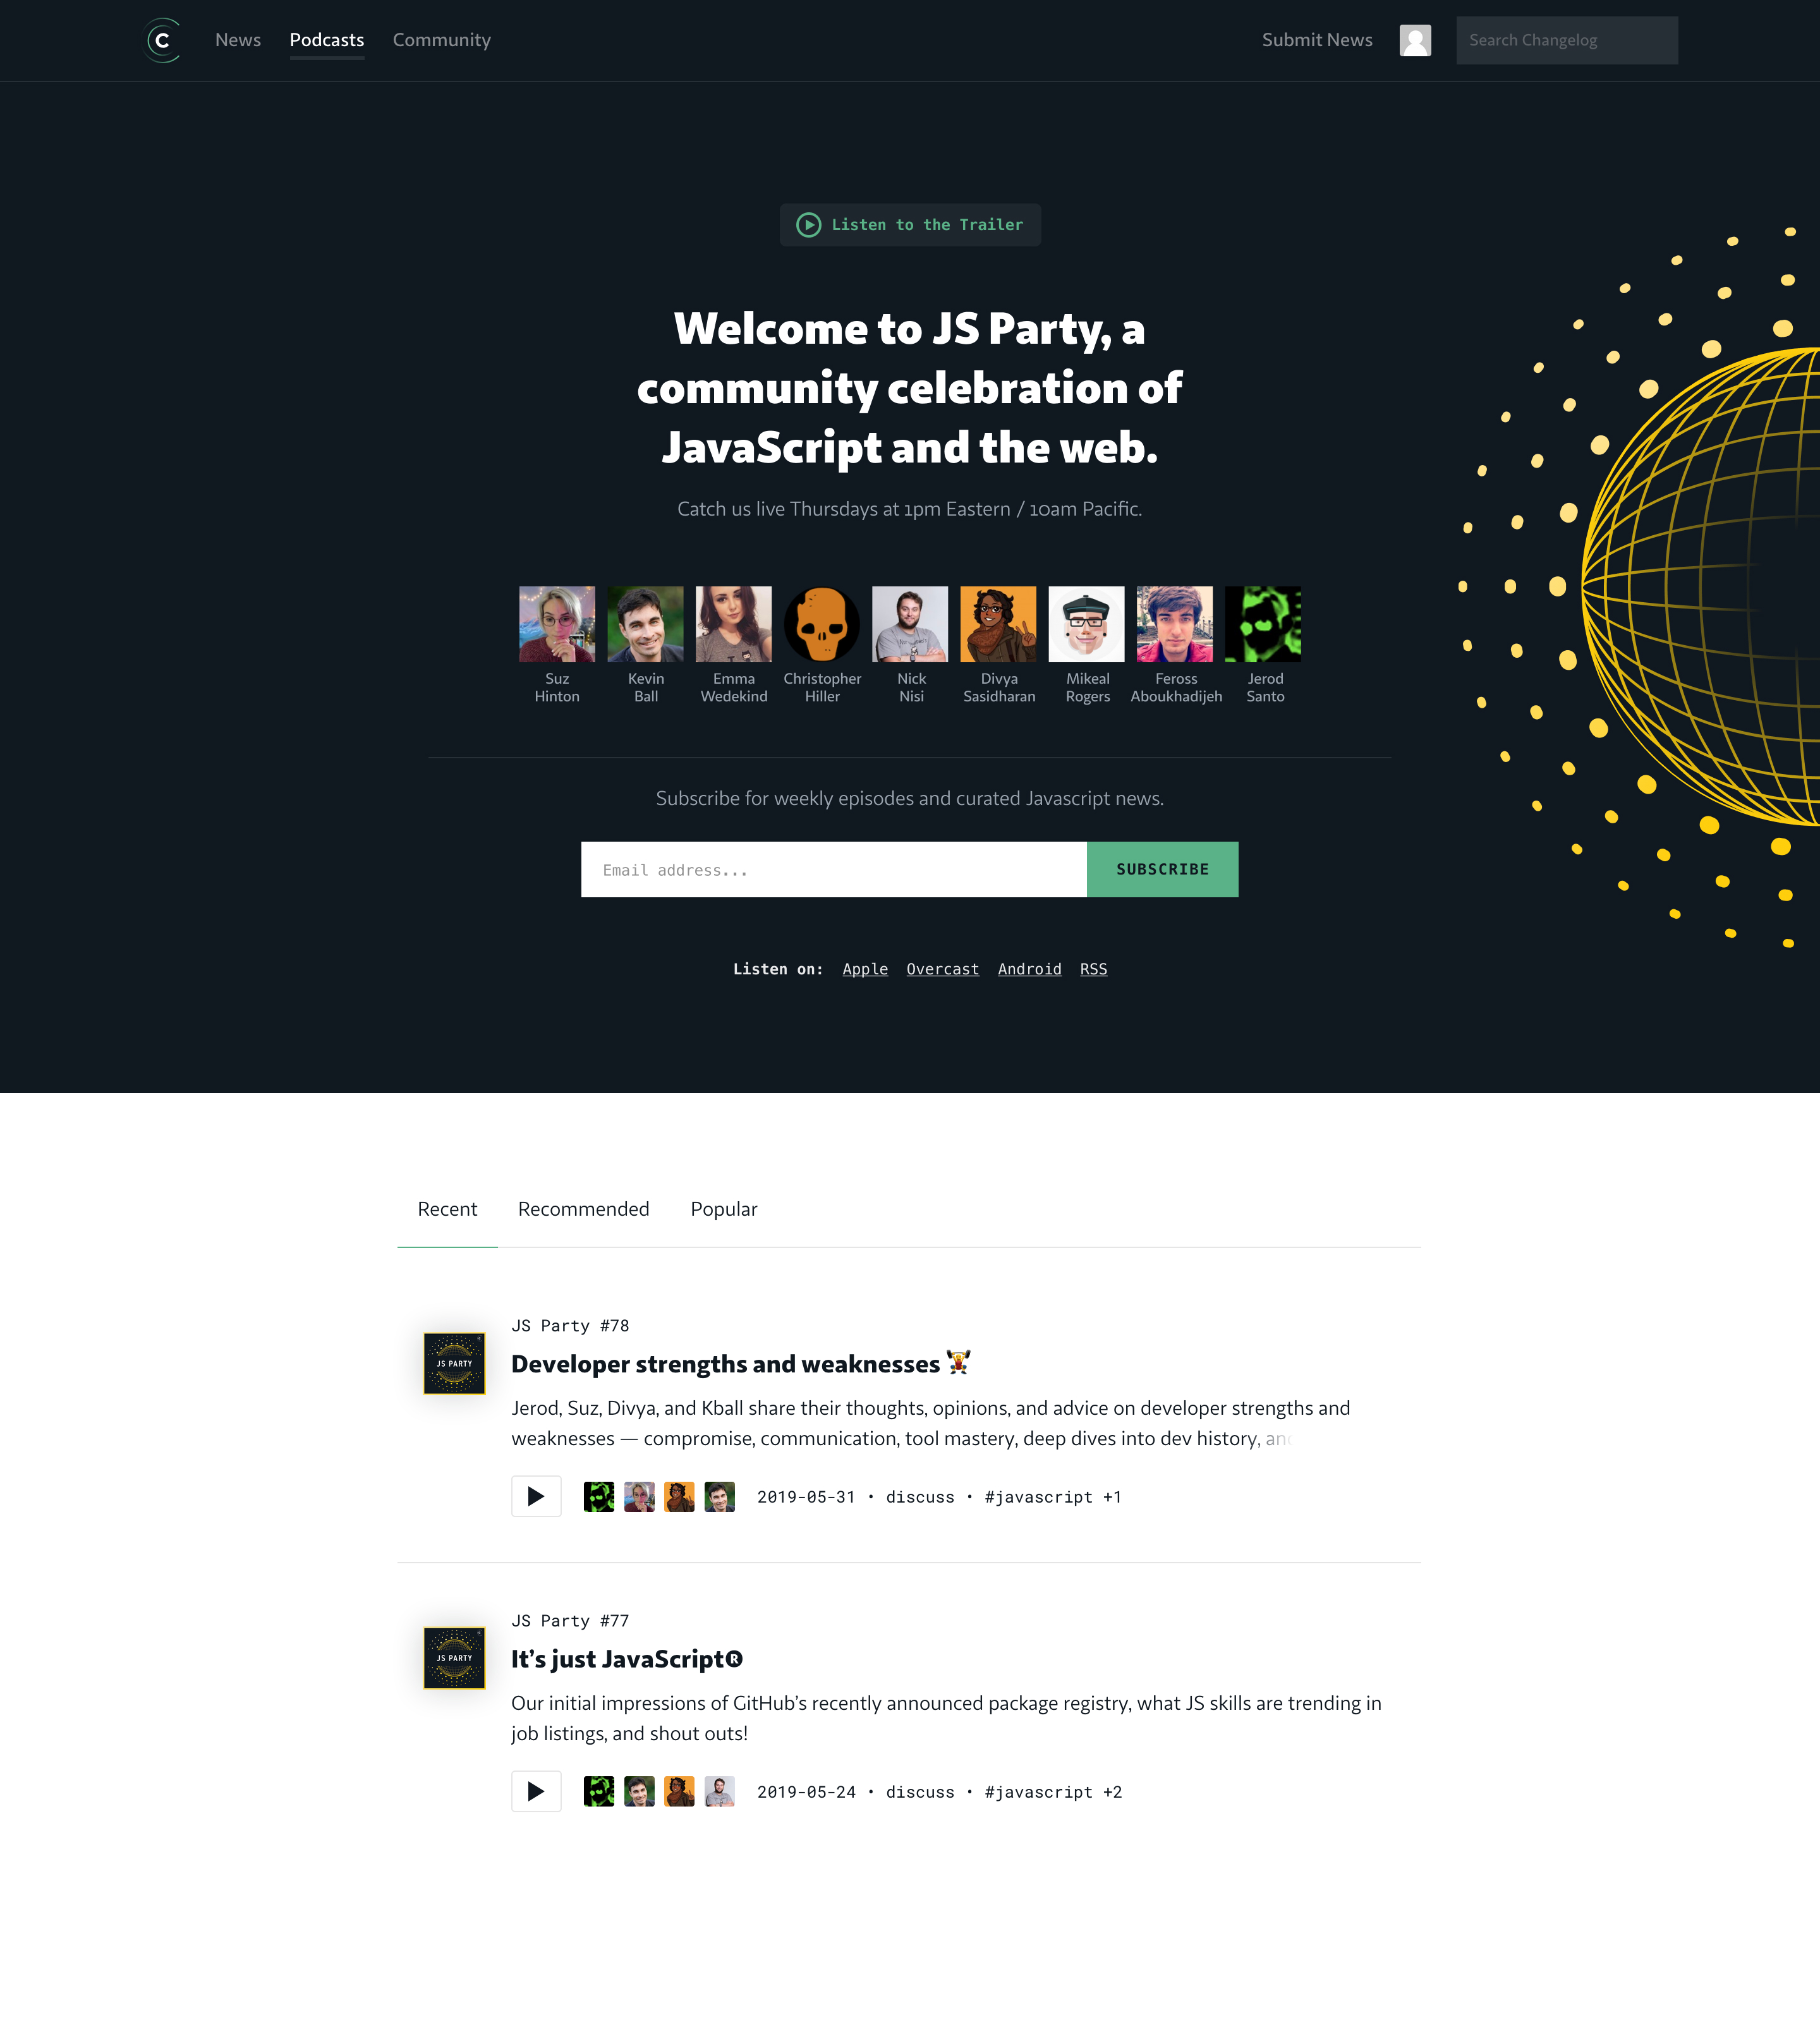 C
News Podcasts Community
Submit News
Search Changelog
Listen to the Trailer
Welcome to JS Party, a
community celebration of
JavaScript and the web.
Catch us live Thursdays at 1pm Eastern / 10am Pacific.
Suz
Hinton
Kevin
Ball
Emma
Wedekind
Christopher
Hiller
Nick
Nisi
Divya
Sasidharan
Mikeal
Rogers
Feross
Aboukhadijeh
Jerod
Santo
Subscribe for weekly episodes and curated Javascript news.
Email address...
SUBSCRIBE
Listen on: Apple Overcast Android RSS
Recent Recommended Popular
JS PARTY
JS Party #78
Developer strengths and weaknesses 🏋️
Jerod, Suz, Divya, and Kball share their thoughts, opinions, and advice on developer strengths and
weaknesses — compromise, communication, tool mastery, deep dives into dev history, and
2019-05-31 • discuss • #javascript +1
JS PARTY
JS Party #77
It’s just JavaScript®
Our initial impressions of GitHub’s recently announced package registry, what JS skills are trending in
job listings, and shout outs!
2019-05-24 • discuss • #javascript +2